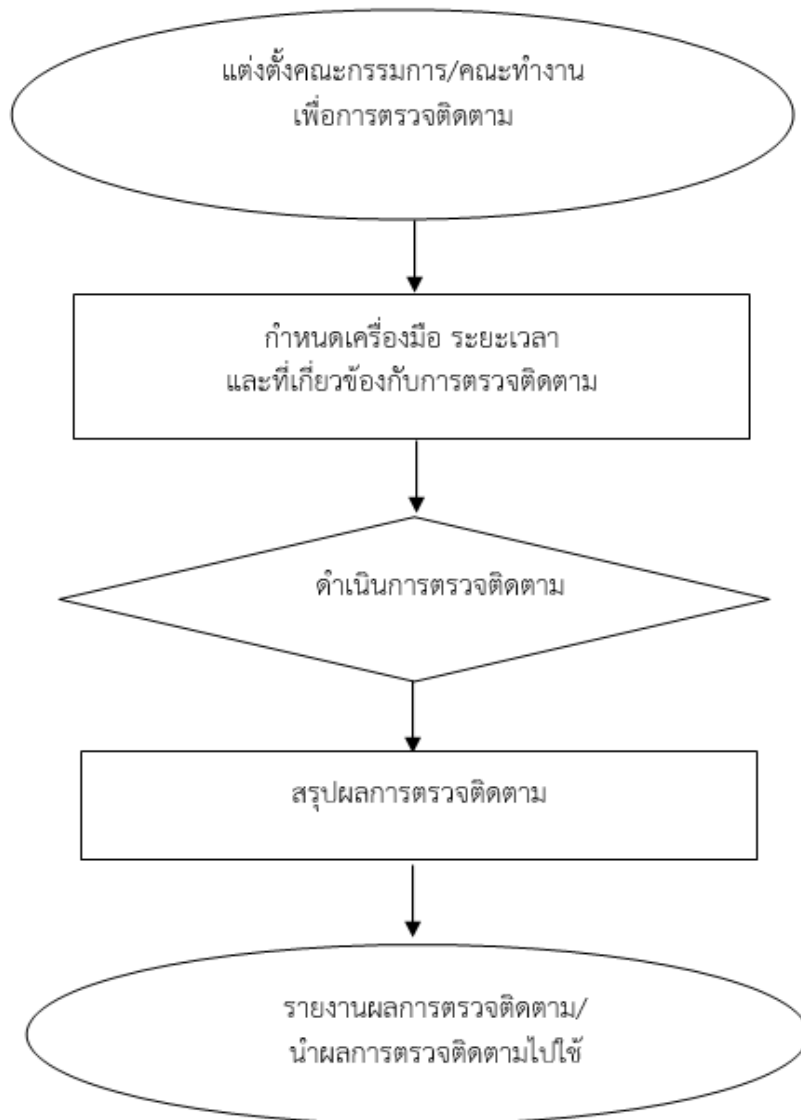 แต่งตั้งคณะกรรมการ/คณะทำงาน
เพื่อการตรวจติดตาม
กำหนดเครื่องมือ ระยะเวลา
และที่เกี่ยวข้องกับการตรวจติดตาม
ดำเนินการตรวจติดตาม
สรุปผลการตรวจติดตาม
รายงานผลการตรวจติดตาม/
นำผลการตรวจติดตามไปใช้